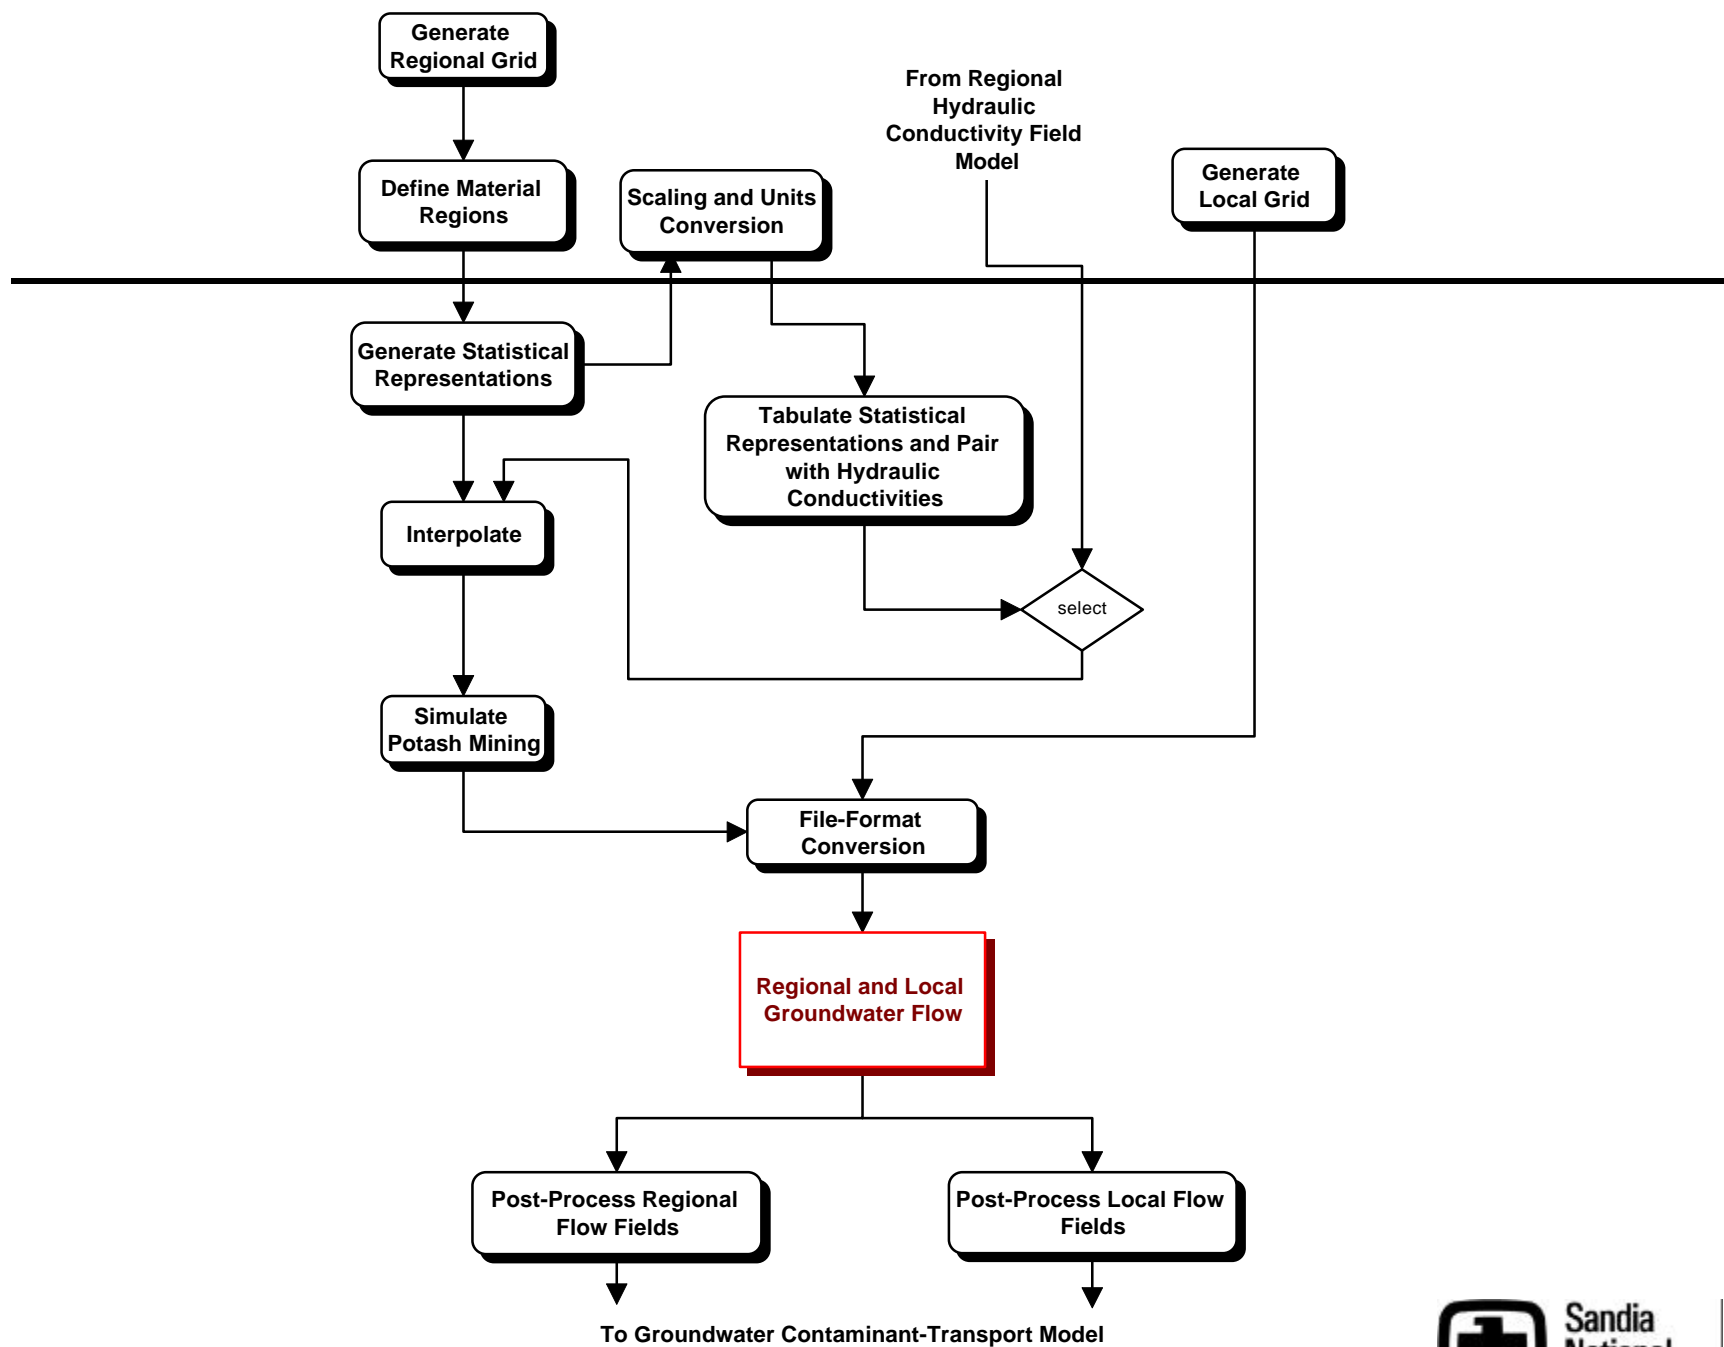 Generate
Regional Grid
From Regional
Hydraulic
Conductivity Field
Model
Generate
Local Grid
Define Material
Regions
Scaling and Units
Conversion
Generate Statistical
Representations
Tabulate Statistical
Representations and Pair
with Hydraulic
Conductivities
Interpolate
select
Simulate
Potash Mining
File-Format
Conversion
Regional and Local
Groundwater Flow
Post-Process Regional
Flow Fields
Post-Process Local Flow
Fields
To Groundwater Contaminant-Transport Model
Sandia
National